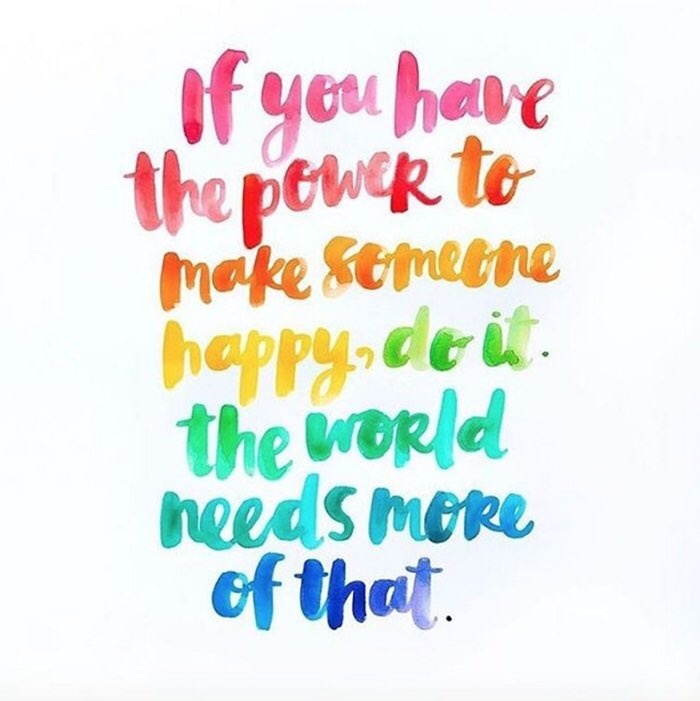 If you have
the power to
make someone
happy, do it.
the world
needs more
of that.